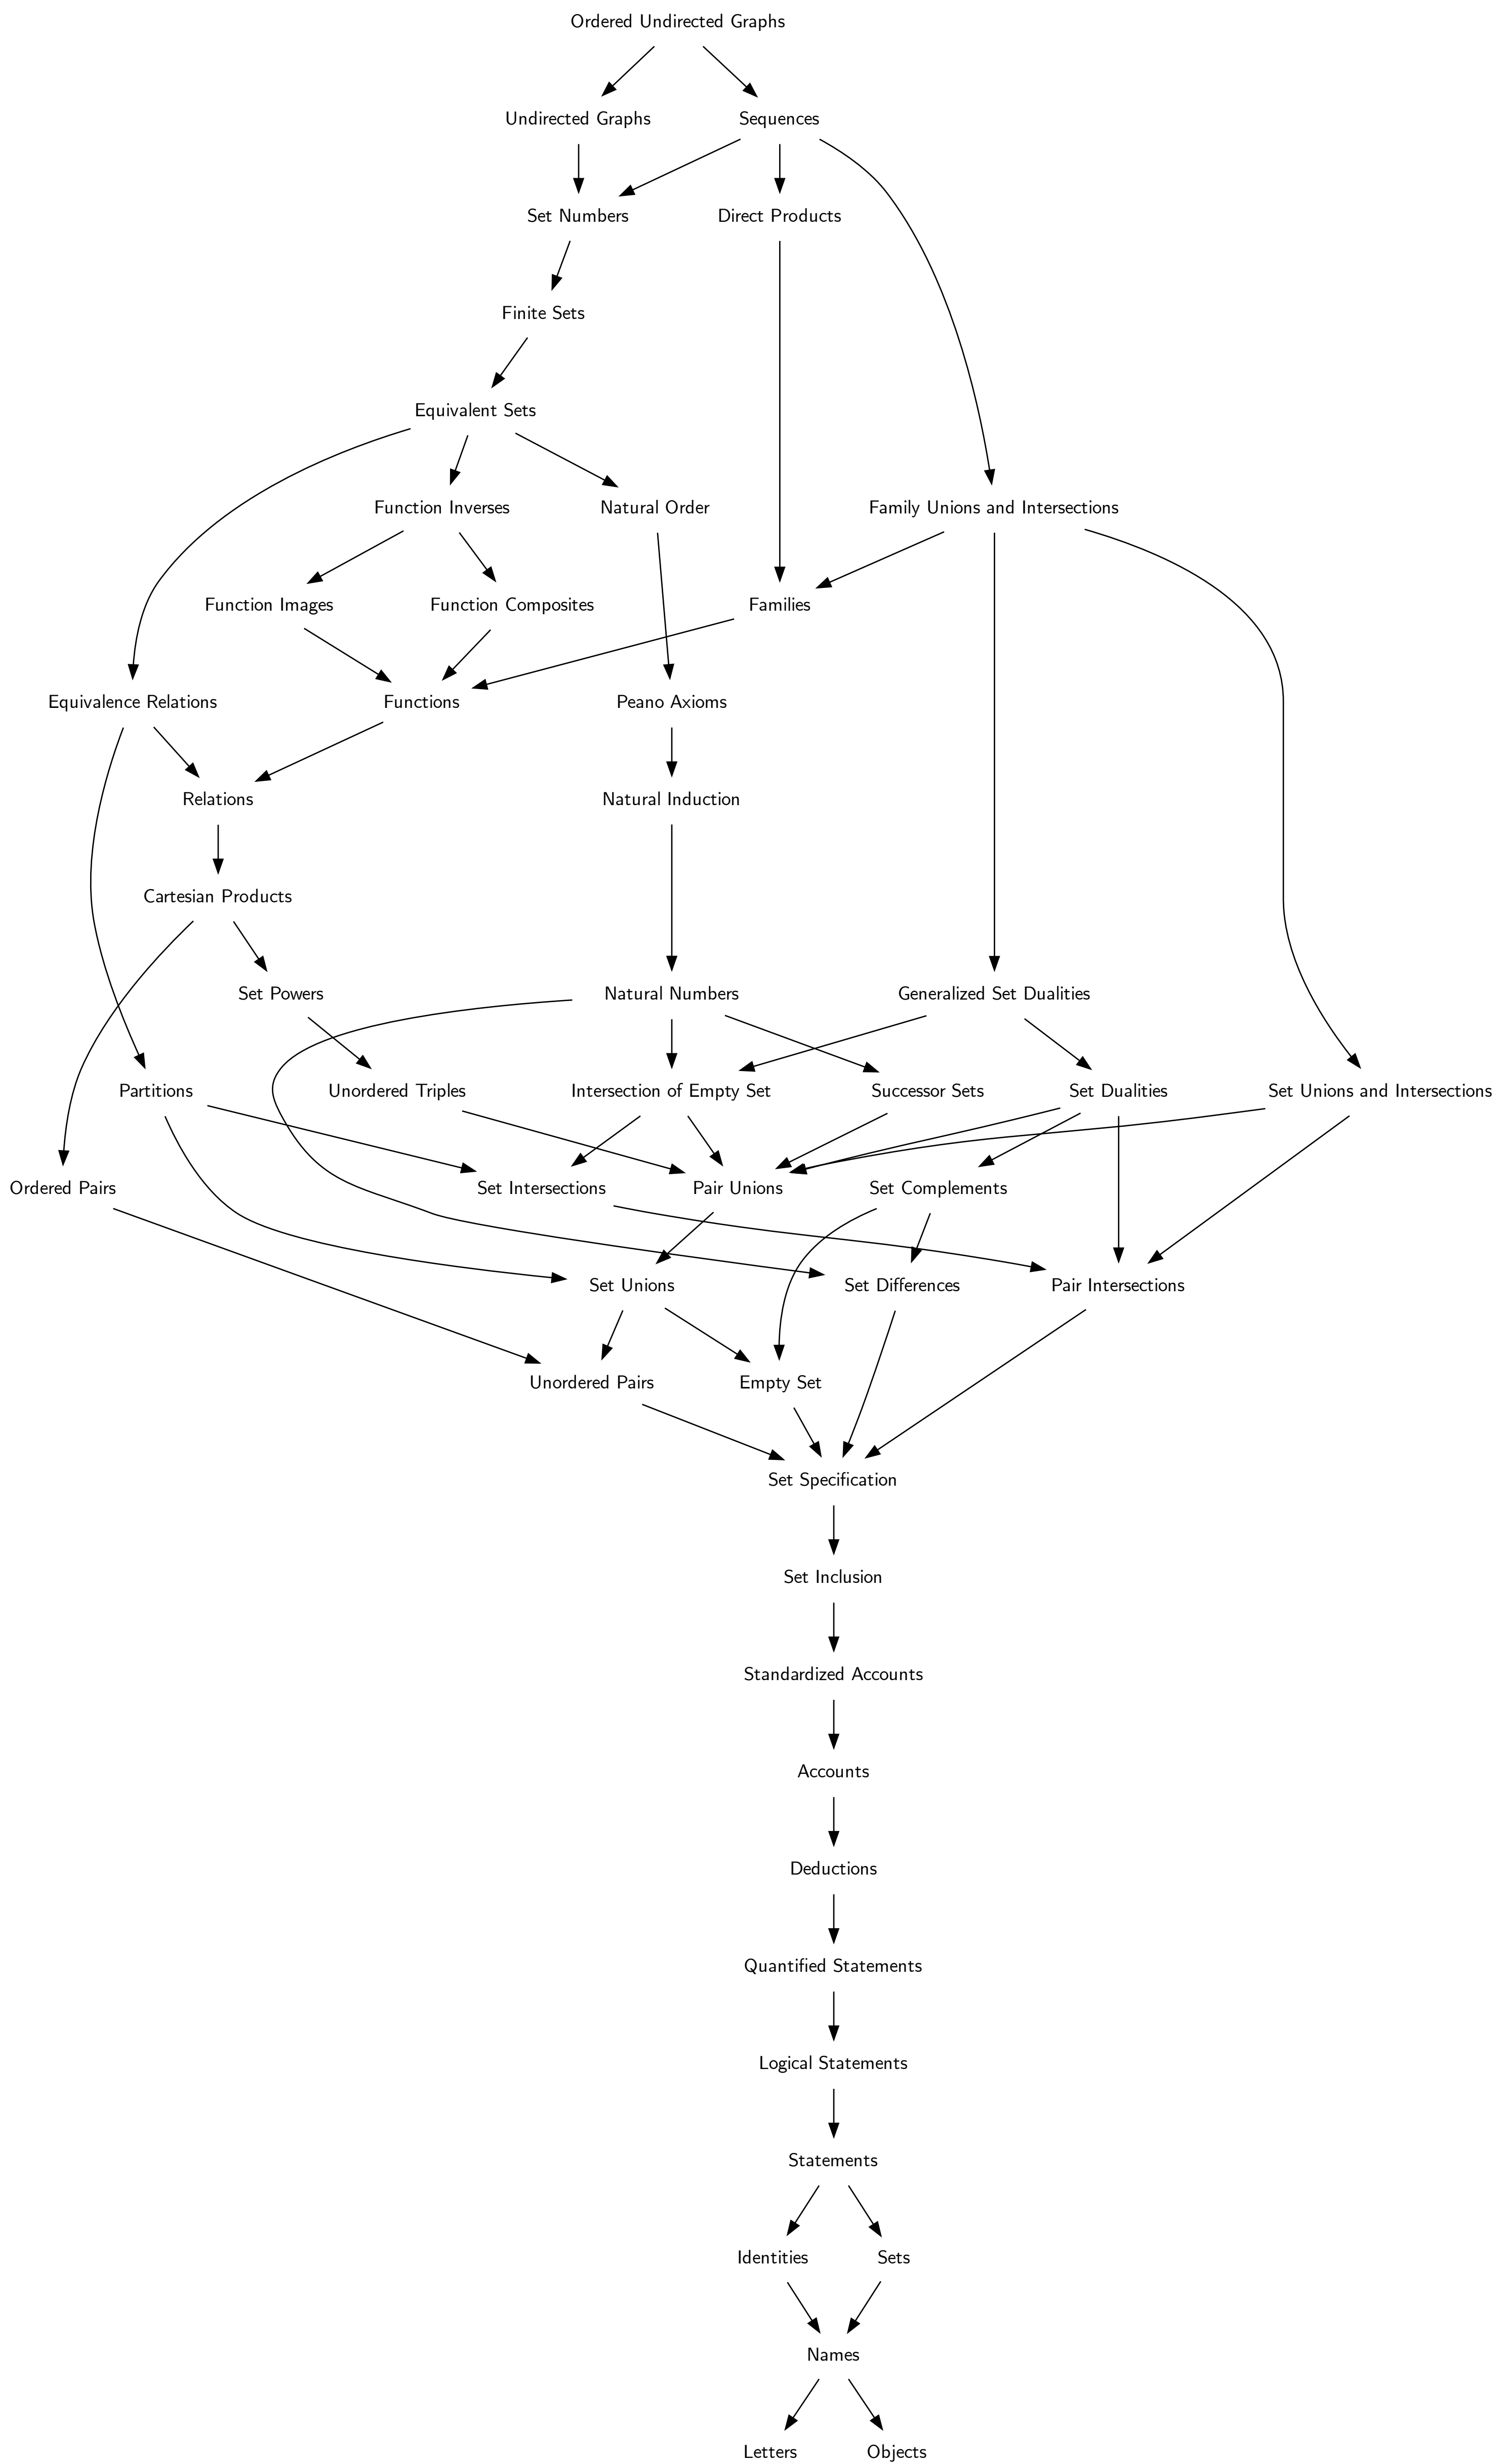 Ordered Undirected Graphs
Undirected Graphs
Sequences
Set Numbers
Direct Products
Finite Sets
Equivalent Sets
Function Inverses
Natural Order
Family Unions and Intersections
Function Images
Function Composites
Families
Equivalence Relations
Functions
Peano Axioms
Relations
Natural Induction
Cartesian Products
Set Powers
Natural Numbers
Generalized Set Dualities
Partitions
Unordered Triples
Intersection of Empty Set
Successor Sets
Set Dualities
Set Unions and Intersections
Ordered Pairs
Set Intersections
Pair Unions
Set Complements
Set Unions
Set Differences
Pair Intersections
Unordered Pairs
Empty Set
Set Specification
Set Inclusion
Standardized Accounts
Accounts
Deductions
Quantified Statements
Logical Statements
Statements
Identities
Sets
Names
Letters
Objects